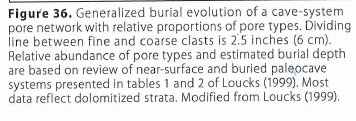 Figure 36. Generalized burial evolution of a cave-system
pore network with relative proportions of pore types. Dividing
line between fine and coarse clasts is 2.5 inches (6 cm).
Relative abundance of pore types and estimated burial depth
are based on review of near-surface and buried paleocave
systems presented in tables 1 and 2 of Loucks (1999). Most
data reflect dolomitized strata. Modified from Loucks (1999).